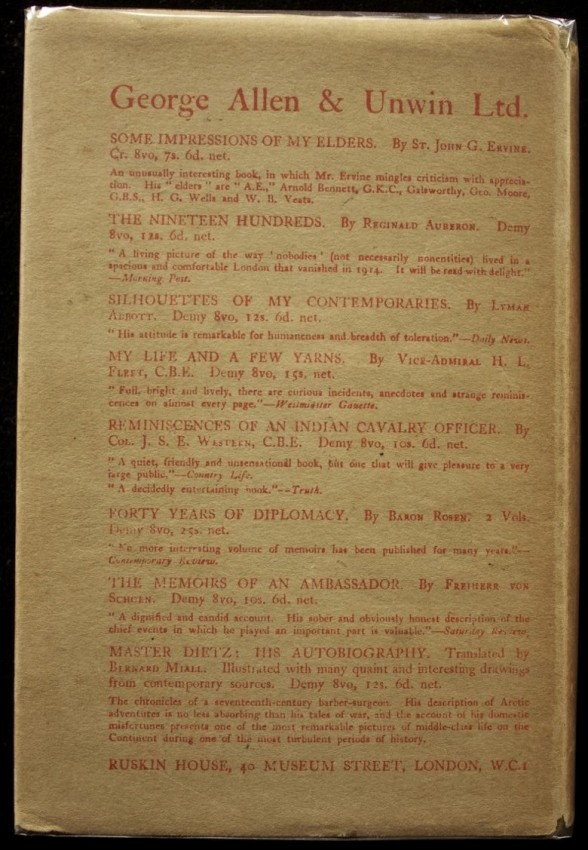 George Allen & Unwin Ltd.
SOME IMPRESSIONS OF MY ELDERS. By ST. JOHN G. ERVINE.
Cr. 8vo, 7s. 6d. net.
An unusually interesting book, in which Mr. Ervine mingles criticism with apprecia-
tion. His "elders" are "A.E.," Arnold Bennett, G.K.C., Galsworthy, Geo. Moore,
G.B.S., H. G. Wells and W. B. Yeats.
THE NINETEEN HUNDREDS. By REGINALD AUBERON. Demy
8vo, 12s. 6d. net.
"A living picture of the way 'nobodies' (not necessarily nonentities) lived in a
spacious and comfortable London that vanished in 1914. It will be read with delight."
—Morning Post.
SILHOUETTES OF MY CONTEMPORARIES. By LYMAN
ABBOTT. Demy 8vo, 12s. 6d. net.
"His attitude is remarkable for humaneness and breadth of toleration."—Daily News.
MY LIFE AND A FEW YARNS. By VICE-ADMIRAL H. L.
FLEET, C.B.E. Demy 8vo, 15s. net.
"Full, bright and lively, there are curious incidents, anecdotes and strange reminis-
cences on almost every page."—Westminster Gazette.
REMINISCENCES OF AN INDIAN CAVALRY OFFICER. By
COL. J. S. E. WESTERN, C.B.E. Demy 8vo, 10s. 6d. net.
"A quiet, friendly and unsensational book, but one that will give pleasure to a very
large public."—Country Life.
"A decidedly entertaining book."—Truth.
FORTY YEARS OF DIPLOMACY. By BARON ROSEN. 2 Vols.
Demy 8vo, 25s. net.
"No more interesting volume of memoirs has been published for many years."—
Contemporary Review.
THE MEMOIRS OF AN AMBASSADOR. By FREIHERR VON
SCHOEN. Demy 8vo, 10s. 6d. net.
"A dignified and candid account. His sober and obviously honest description of the
chief events in which he played an important part is valuable."—Saturday Review.
MASTER DIETZ: HIS AUTOBIOGRAPHY. Translated by
BERNARD MIALL. Illustrated with many quaint and interesting drawings
from contemporary sources. Demy 8vo, 12s. 6d. net.
The chronicles of a seventeenth-century barber-surgeon. His description of Arctic
adventures is no less absorbing than his tales of war, and the account of his domestic
misfortunes presents one of the most remarkable pictures of middle-class life on the
Continent during one of the most turbulent periods of history.
RUSKIN HOUSE, 40 MUSEUM STREET, LONDON, W.C.1